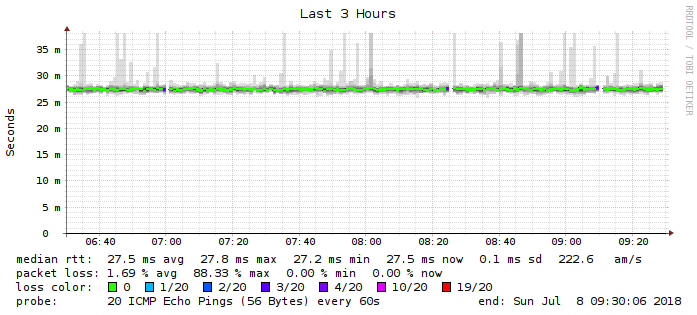 Last 3 Hours
RRDTOOL / TOBI OETIKER
Seconds
35 m
30 m
25 m
20 m
15 m
10 m
5 m
0
06:40 07:00 07:20 07:40 08:00 08:20 08:40 09:00 09:20
median rtt: 27.5 ms avg 27.8 ms max 27.2 ms min 27.5 ms now 0.1 ms sd 222.6 am/s
packet loss: 1.69 % avg 88.33 % max 0.00 % min 0.00 % now
loss color: 0 1/20 2/20 3/20 4/20 10/20 19/20
probe: 20 ICMP Echo Pings (56 Bytes) every 60s end: Sun Jul 8 09:30:06 2018